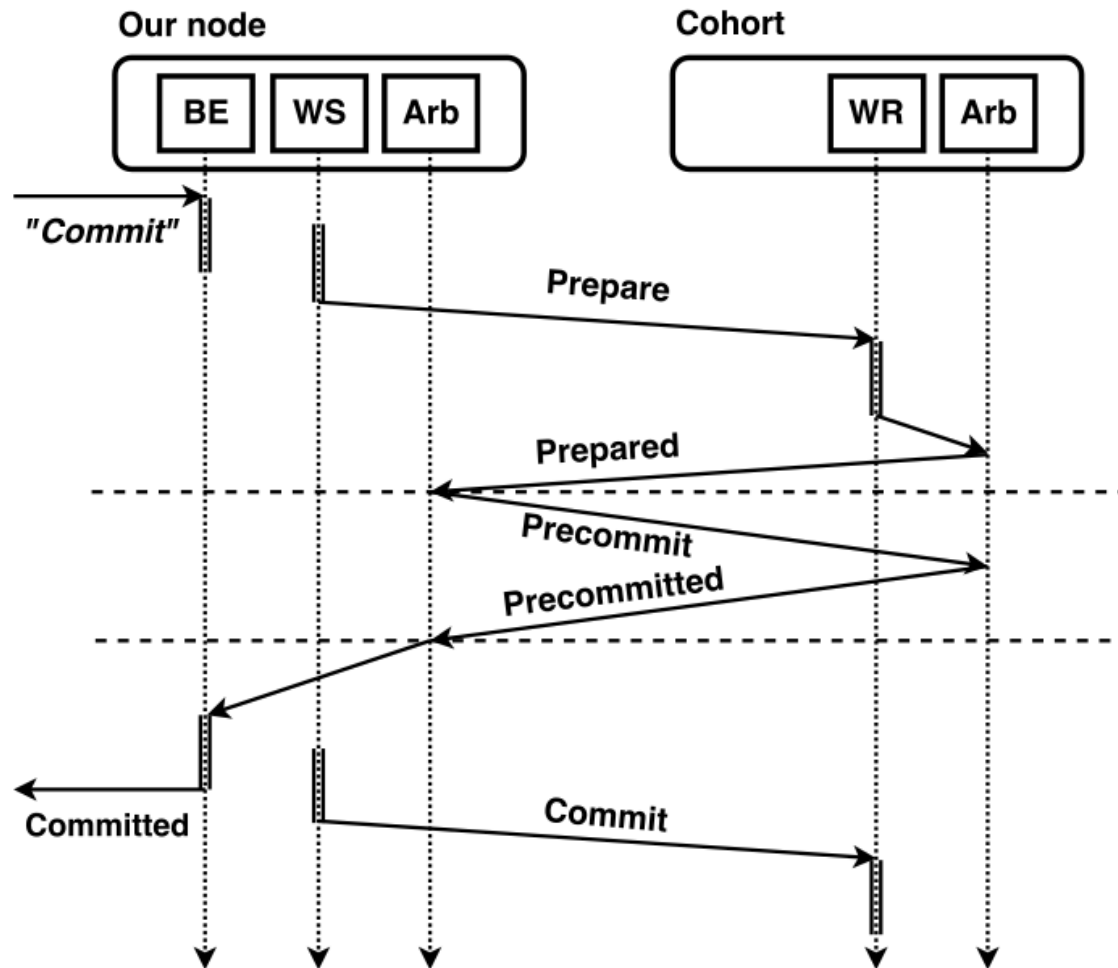 Our node
Cohort
BE
WS
Arb
WR
Arb
"Commit"
Prepare
Prepared
Precommit
Precommitted
Committed
Commit